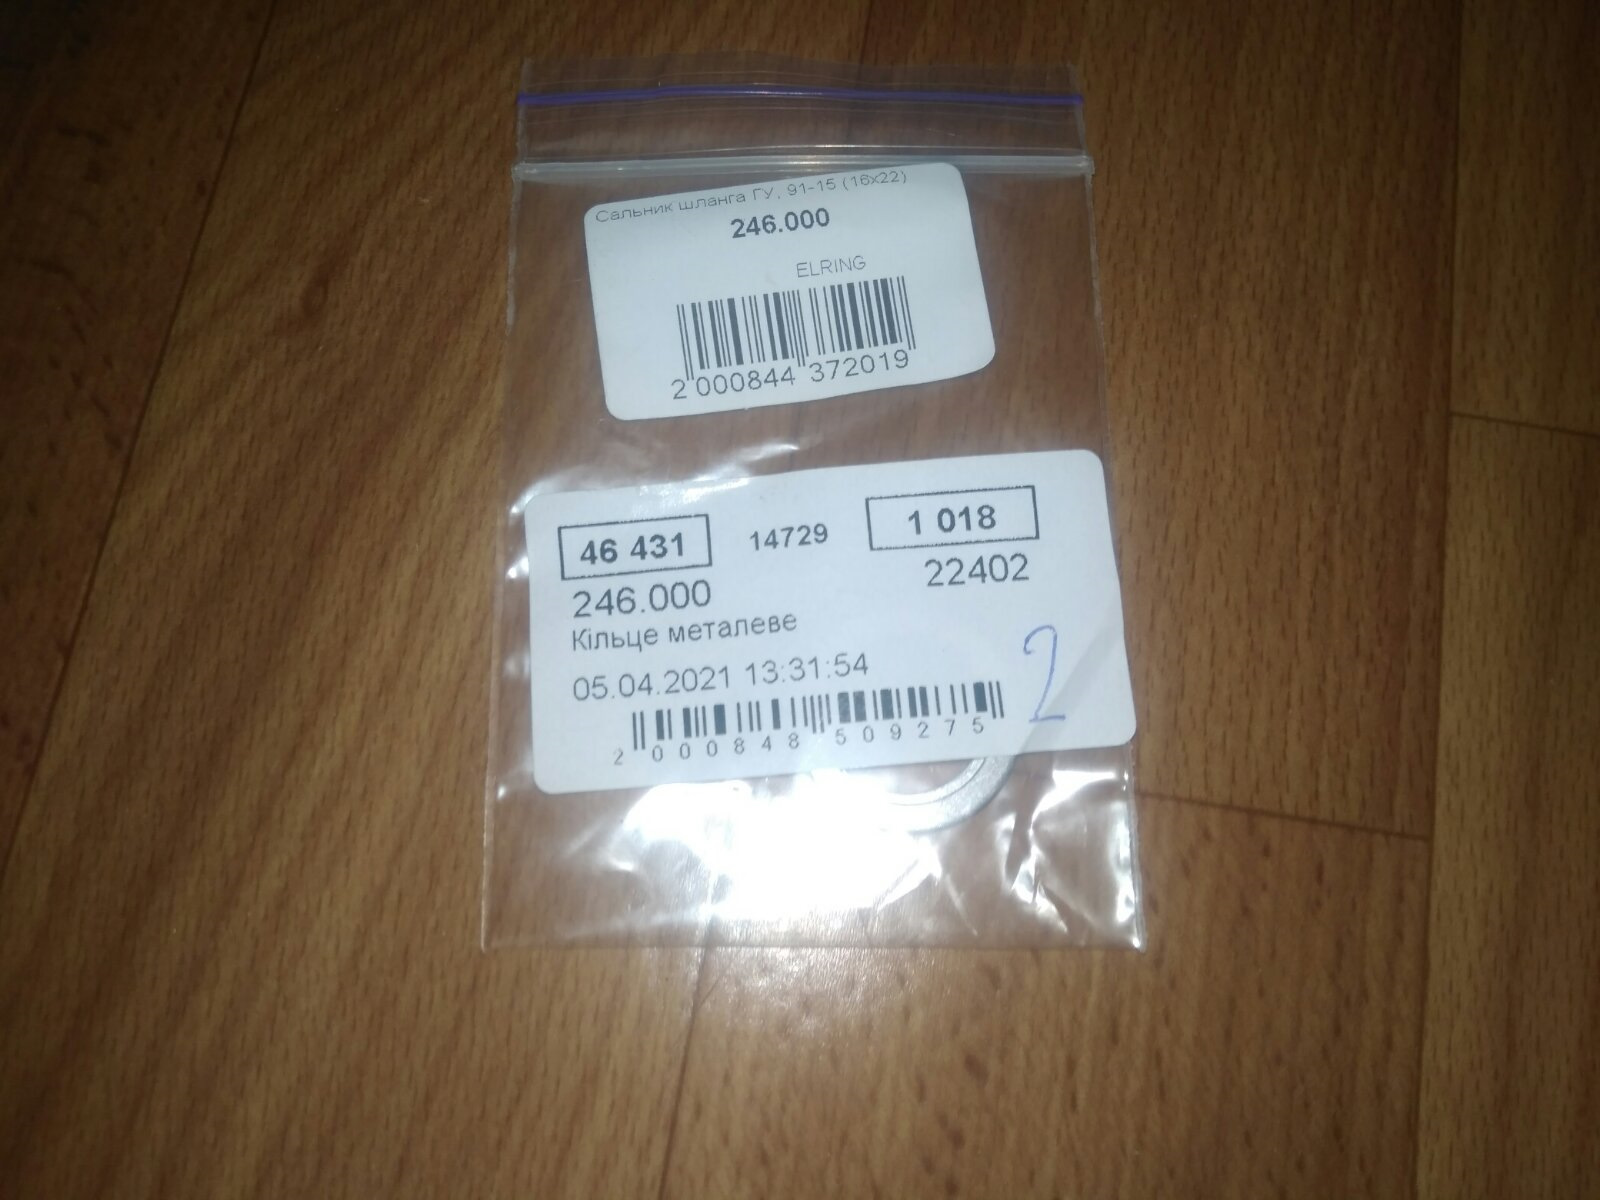 Сальник шланга ГУ, 91-15 (16x22)
246.000
ELRING
2 000844 372019
46 431 14729 1 018
246.000 22402
Кільце металеве
05.04.2021 13:31:54
2 000848 509275
2